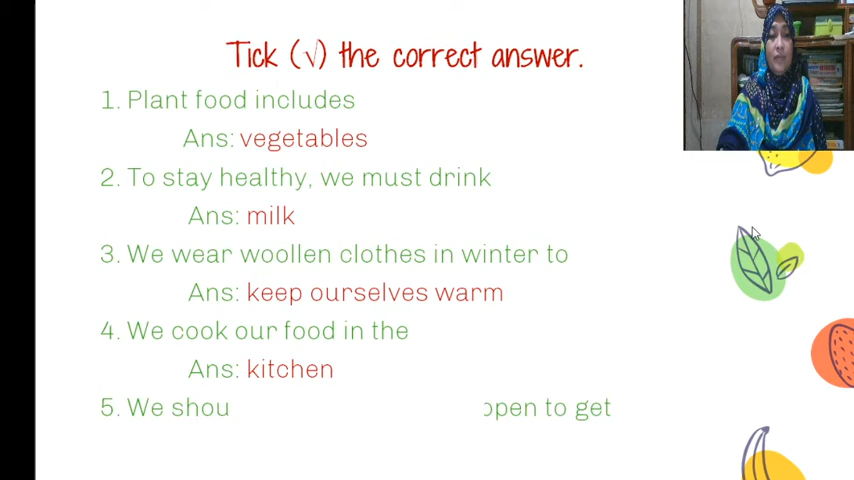 Tick (√) the correct answer.
1. Plant food includes
Ans: vegetables
2. To stay healthy, we must drink
Ans: milk
3. We wear woollen clothes in winter to
Ans: keep ourselves warm
4. We cook our food in the
Ans: kitchen
5. We shou open to get